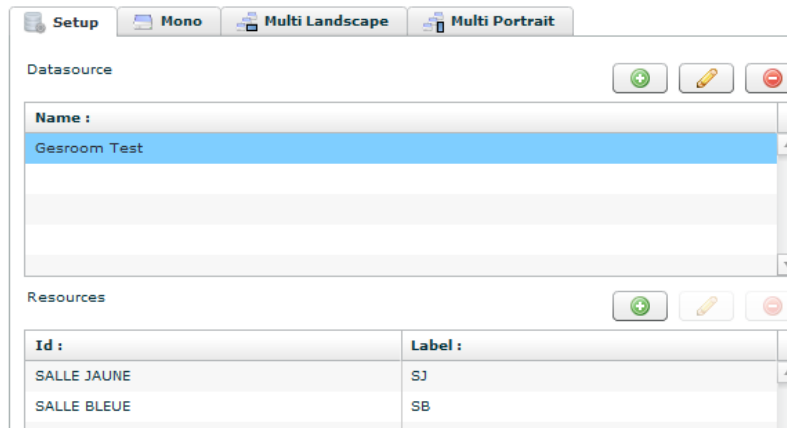 Setup Mono Multi Landscape Multi Portrait
Datasource
Name :
Gesroom Test
Resources
Id : Label :
SALLE JAUNE SJ
SALLE BLEUE SB